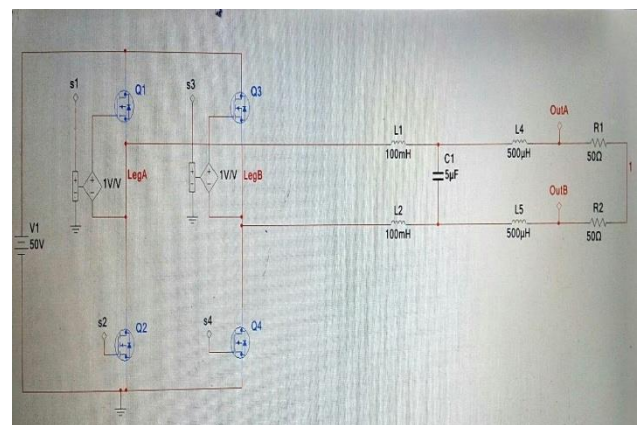 s1
Q1
s3
Q3
1V/V
LegA
1V/V
LegB
V1
50V
s2
Q2
s4
Q4
L1
100mH
C1
5µF
L2
100mH
L4
500µH
OutA
R1
50Ω
1
L5
500µH
OutB
R2
50Ω